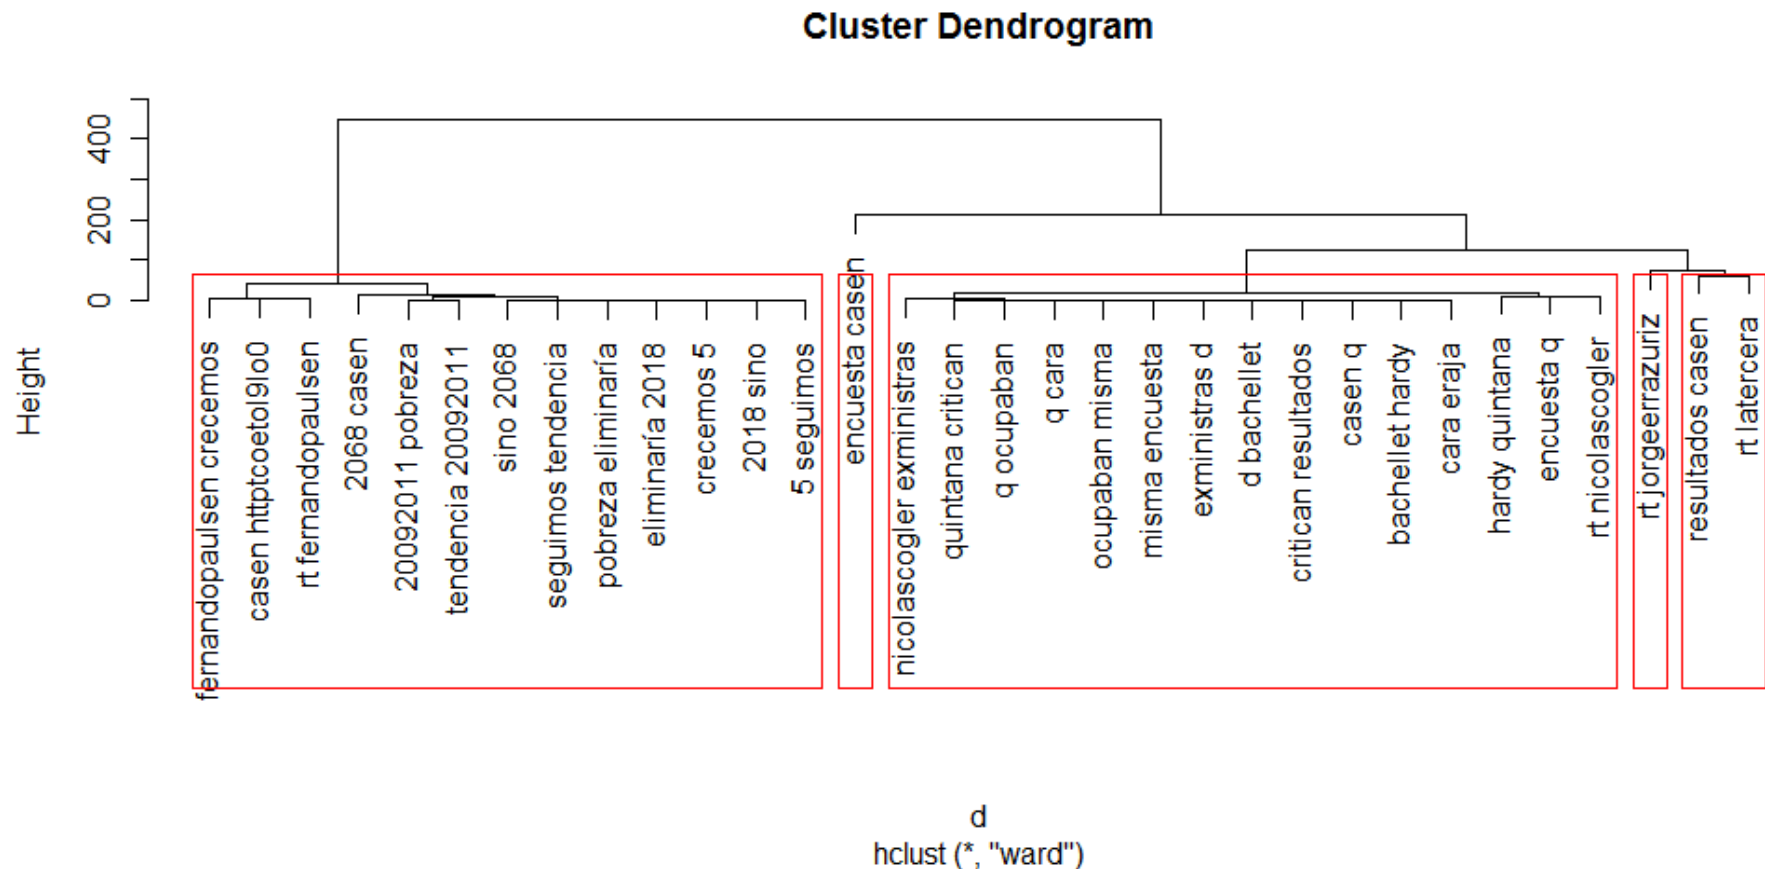 Cluster Dendrogram
Height
0
200
400
fernandopaulsen crecemos
casen httptcoetol9lo0
rt fernandopaulsen
2068 casen
20092011 pobreza
tendencia 20092011
sino 2068
seguimos tendencia
pobreza eliminaría
eliminaría 2018
crecemos 5
2018 sino
5 seguimos
encuesta casen
nicolascogler exministras
quintana critican
q ocupaban
q cara
ocupaban misma
misma encuesta
exministras d
d bachellet
critican resultados
casen q
bachellet hardy
cara eraja
hardy quintana
encuesta q
rt nicolascogler
rt jorgeerrazuriz
resultados casen
rt latercera
d
hclust (*, "ward")